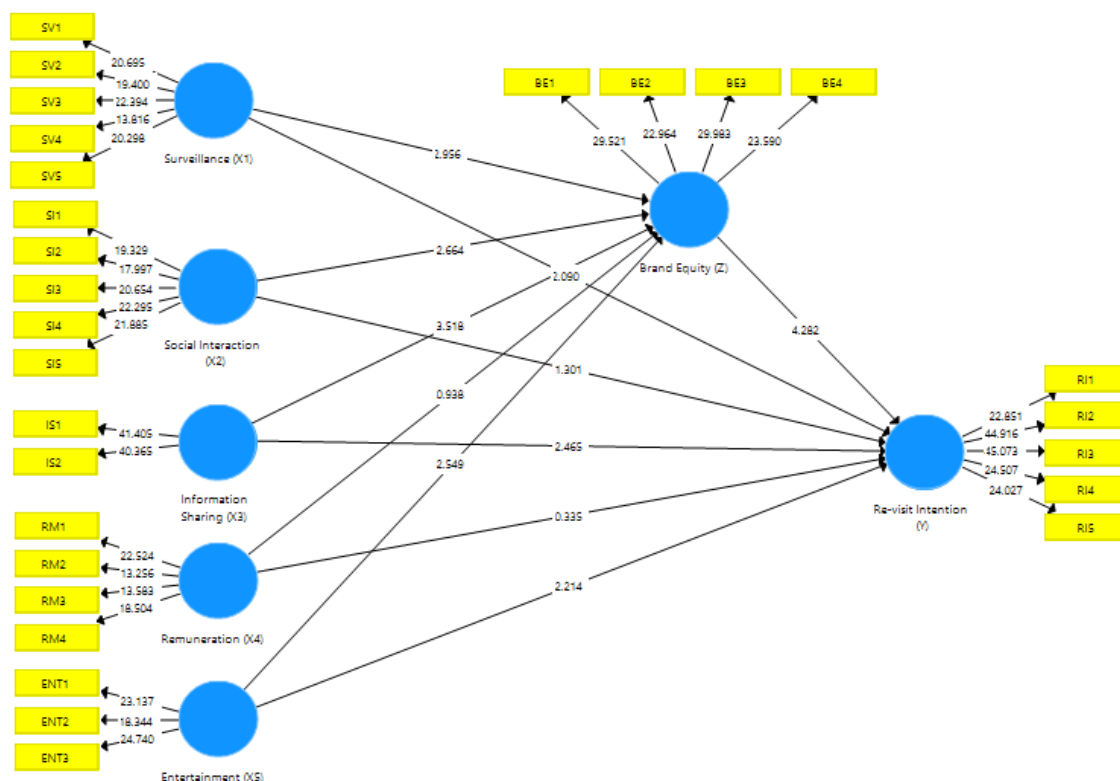 SV1
SV2
SV3
SV4
SV5
20.695
19.400
22.394
13.816
20.298
Surveillance (X1)
SI1
SI2
SI3
SI4
SI5
19.329
17.997
20.654
22.295
21.885
Social Interaction
(X2)
IS1
IS2
41.405
40.365
Information
Sharing (X3)
RM1
RM2
RM3
RM4
22.524
13.256
13.583
18.504
Remuneration (X4)
ENT1
ENT2
ENT3
23.137
18.344
24.740
Entertainment (X5)
2.956
2.664
2.090
3.518
1.301
0.938
2.465
2.549
0.335
2.214
BE1
BE2
BE3
BE4
29.521
22.964
29.983
23.590
Brand Equity (Z)
4.282
RI1
RI2
RI3
RI4
RI5
22.851
44.916
45.073
24.507
24.027
Re-visit Intention
(Y)